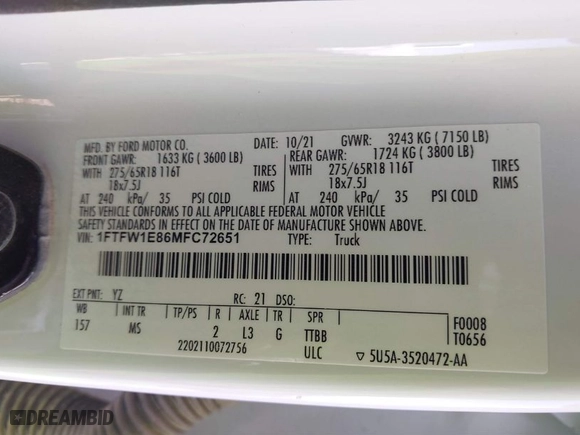 MFD. BY FORD MOTOR CO. DATE: 10/21 GVWR: 3243 KG ( 7150 LB)
FRONT GAWR: 1633 KG ( 3600 LB) REAR GAWR: 1724 KG ( 3800 LB)
WITH 275/65R18 116T TIRES WITH 275/65R18 116T TIRES
18x7.5J RIMS 18x7.5J RIMS
AT 240 kPa/ 35 PSI COLD AT 240 kPa/ 35 PSI COLD
THIS VEHICLE CONFORMS TO ALL APPLICABLE FEDERAL MOTOR VEHICLE
SAFETY STANDARDS IN EFFECT ON THE DATE OF MANUFACTURE SHOWN ABOVE.
VIN: 1FTFW1E86MFC72651 TYPE: Truck
EXT PNT: YZ RC: 21 DSO:
WB INT TR TP/PS R AXLE TR SPR F0008
157 MS 2 L3 G TTBB T0656
2202110072756 ULC ▽ 5U5A-3520472-AA
DREAMBID